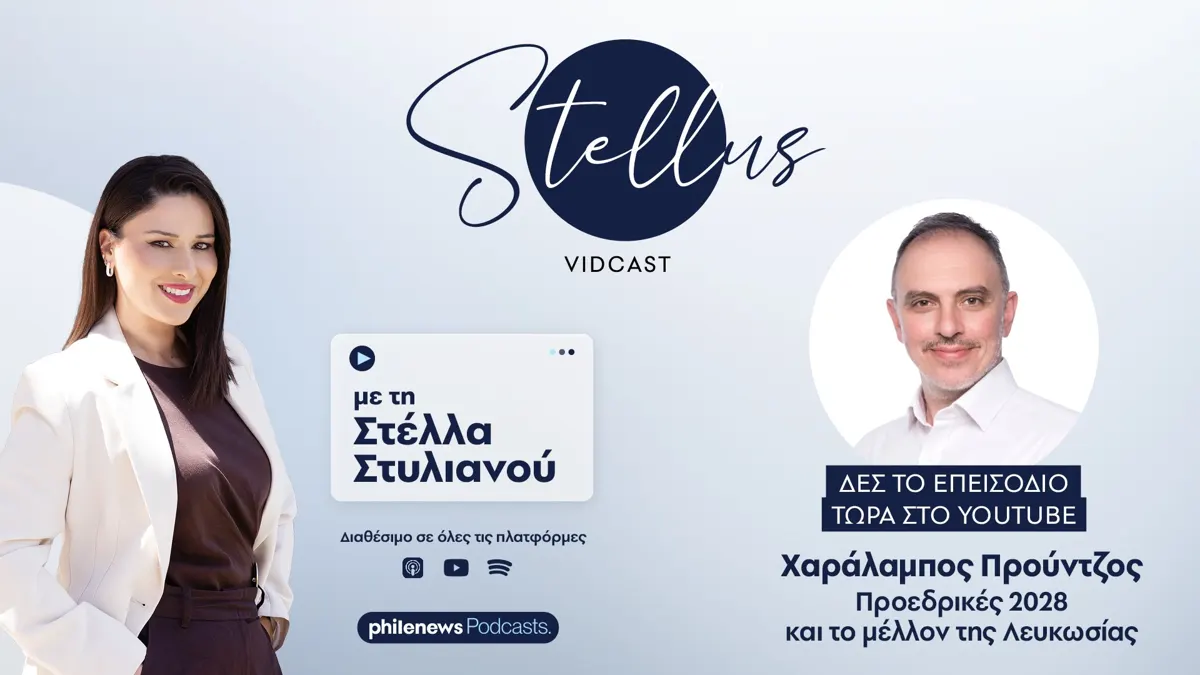 Stellus
VIDCAST
με τη
Στέλλα
Στυλιανού
Διαθέσιμο σε όλες τις πλατφόρμες
philenews Podcasts.
ΔΕΣ ΤΟ ΕΠΕΙΣΟΔΙΟ
ΤΩΡΑ ΣΤΟ YOUTUBE
Χαράλαμπος Προύντζος
Προεδρικές 2028
και το μέλλον της Λευκωσίας